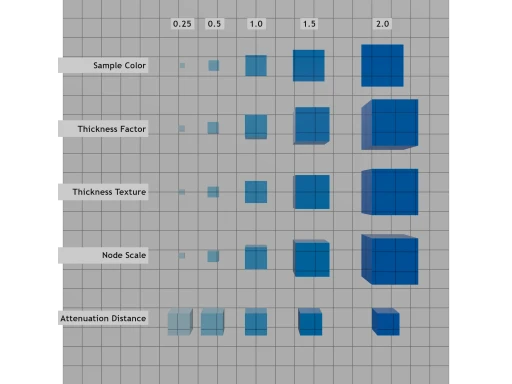 0.25 0.5 1.0 1.5 2.0
Sample Color
Thickness Factor
Thickness Texture
Node Scale
Attenuation Distance